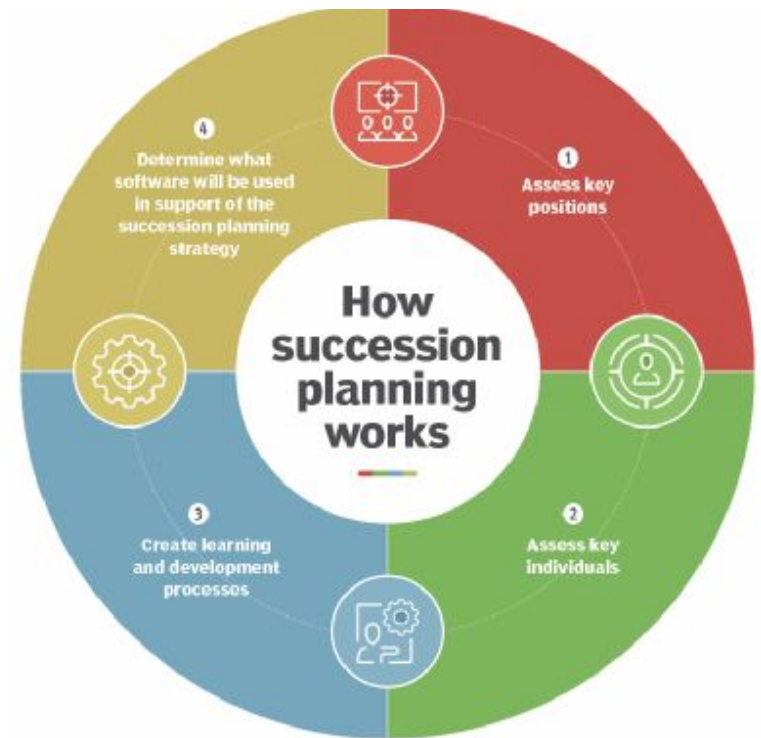 How
succession
planning
works
1
Assess key
positions
2
Assess key
individuals
3
Create learning
and development
processes
4
Determine what
software will be used
in support of the
succession planning
strategy